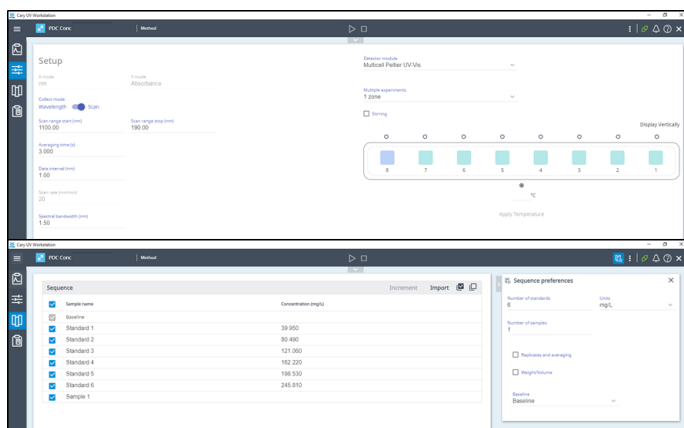 Cary UV Workstation
PDC Conc
Method
Setup
X mode
nm
Y mode
Absorbance
Collect mode
Wavelength Scan
Scan range start (nm)
1100.00
Scan range stop (nm)
190.00
Averaging time (s)
3.000
Data interval (nm)
1.00
Scan rate (nm/min)
20
Spectral bandwidth (nm)
1.50
Detector module
Multicell Peltier UV-Vis
Multiple experiments
1 zone
Stirring
Display Vertically
8 7 6 5 4 3 2 1
°C
Apply Temperature
Cary UV Workstation
PDC Conc
Method
Sequence
Increment Import
Sample name Concentration (mg/L)
Baseline
Standard 1 39.950
Standard 2 80.490
Standard 3 121.060
Standard 4 162.220
Standard 5 198.530
Standard 6 245.810
Sample 1
Sequence preferences
Number of standards
6
Units
mg/L
Number of samples
1
Replicates and averaging
Weight/Volume
Baseline
Baseline